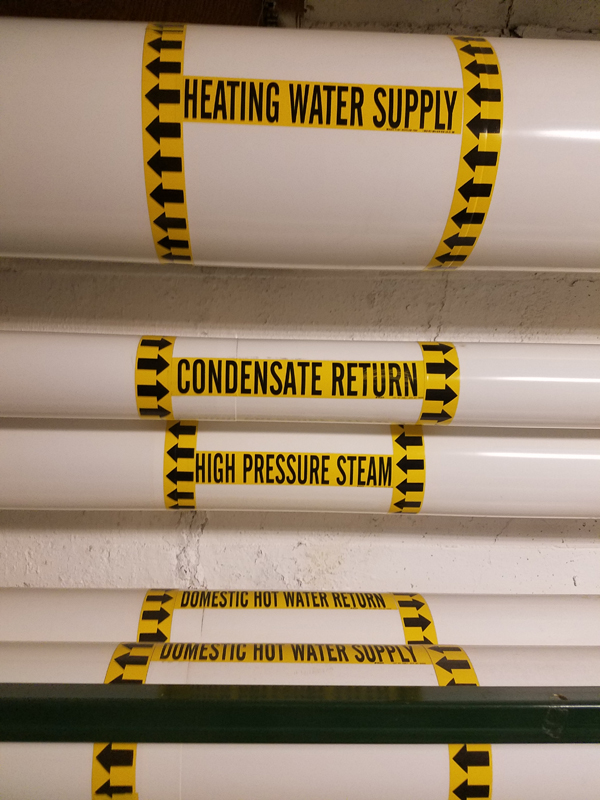 HEATING WATER SUPPLY
CONDENSATE RETURN
HIGH PRESSURE STEAM
DOMESTIC HOT WATER RETURN
DOMESTIC HOT WATER SUPPLY